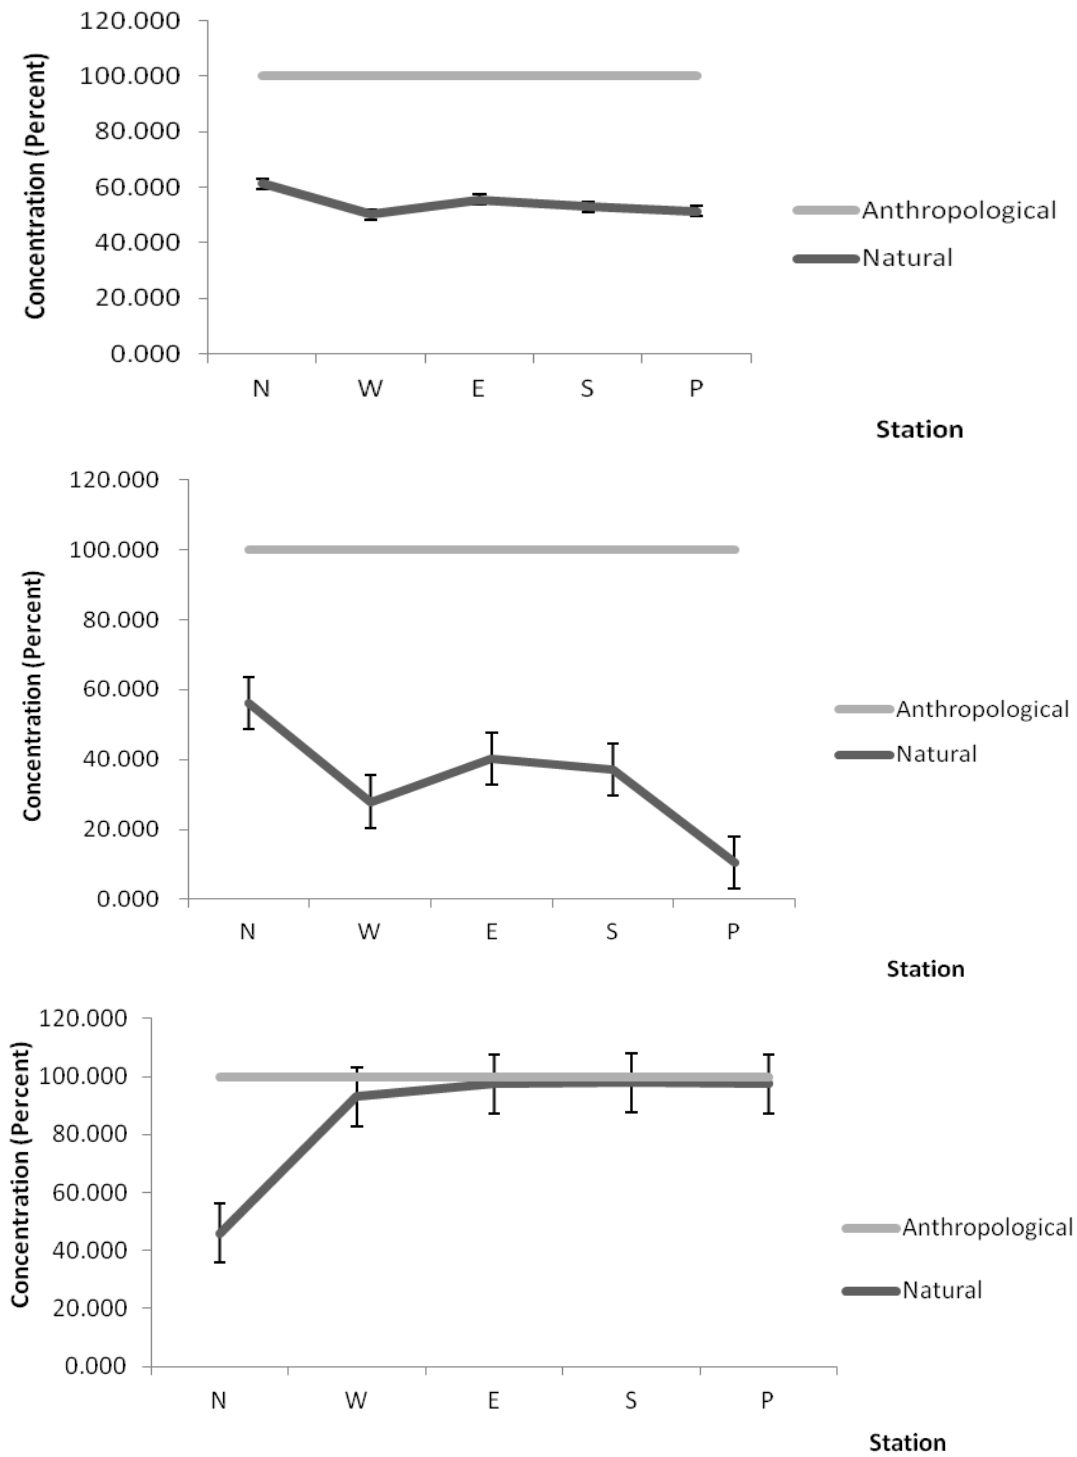 120.000
100.000
80.000
60.000
40.000
20.000
0.000
Concentration (Percent)
N W E S P
Station
Anthropological
Natural
120.000
100.000
80.000
60.000
40.000
20.000
0.000
Concentration (Percent)
N W E S P
Station
Anthropological
Natural
120.000
100.000
80.000
60.000
40.000
20.000
0.000
Concentration (Percent)
N W E S P
Station
Anthropological
Natural